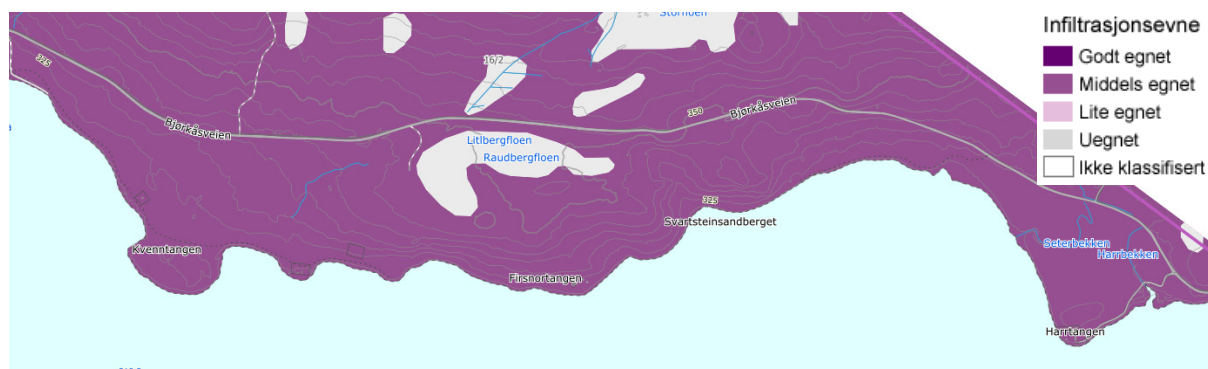 Storfloen
Infiltrasjonsevne
Godt egnet
Middels egnet
Lite egnet
Uegnet
Ikke klassifisert
325
16/2
350
Bjørkåsveien
Bjørkåsveien
Litlbergfloen
Raudbergfloen
325
Svartsteinsandberget
Kvenntangen
Firsnortangen
Seterbekken
Harrbekken
Harrtangen